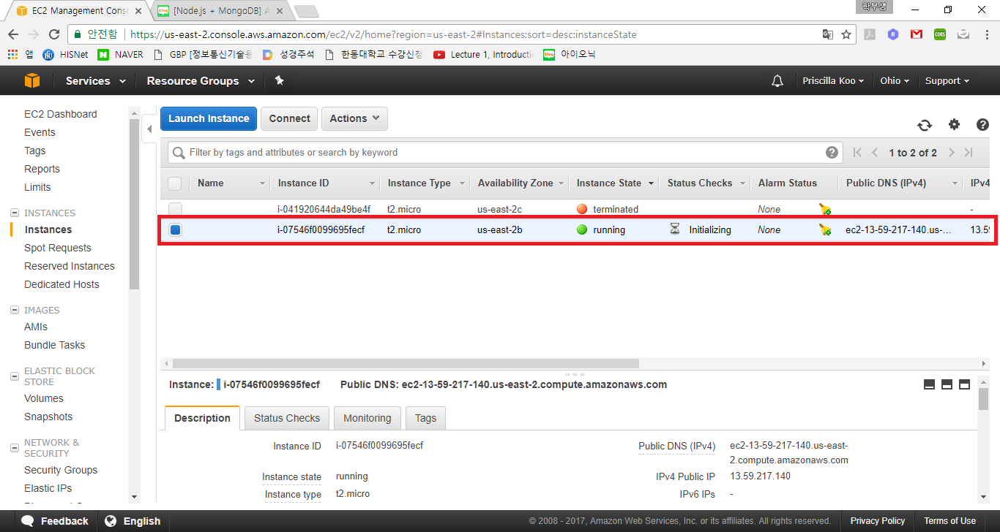 EC2 Management Cons
[Node.js + MongoDB] A
학부생
안전함
https://us-east-2.console.aws.amazon.com/ec2/v2/home?region=us-east-2#Instances:sort=desc:instanceState
앱 HISNet NAVER GBP [정보통신기술융 성경주석 한동대학교 수강신청 Lecture 1, Introducti 아이오닉
Services Resource Groups Priscilla Koo Ohio Support
EC2 Dashboard
Events
Tags
Reports
Limits
INSTANCES
Instances
Spot Requests
Reserved Instances
Dedicated Hosts
IMAGES
AMIs
Bundle Tasks
ELASTIC BLOCK
STORE
Volumes
Snapshots
NETWORK &
SECURITY
Security Groups
Elastic IPs
Launch Instance Connect Actions
Filter by tags and attributes or search by keyword
1 to 2 of 2
Name Instance ID Instance Type Availability Zone Instance State Status Checks Alarm Status Public DNS (IPv4) IPv4
i-041920644da49be4f t2.micro us-east-2c terminated None -
i-07546f0099695fecf t2.micro us-east-2b running Initializing None ec2-13-59-217-140.us-... 13.59
Instance: i-07546f0099695fecf Public DNS: ec2-13-59-217-140.us-east-2.compute.amazonaws.com
Description Status Checks Monitoring Tags
Instance ID i-07546f0099695fecf
Instance state running
Instance type t2.micro
Public DNS (IPv4) ec2-13-59-217-140.us-east-
2.compute.amazonaws.com
IPv4 Public IP 13.59.217.140
IPv6 IPs -
Feedback English © 2008 - 2017, Amazon Web Services, Inc. or its affiliates. All rights reserved. Privacy Policy Terms of Use